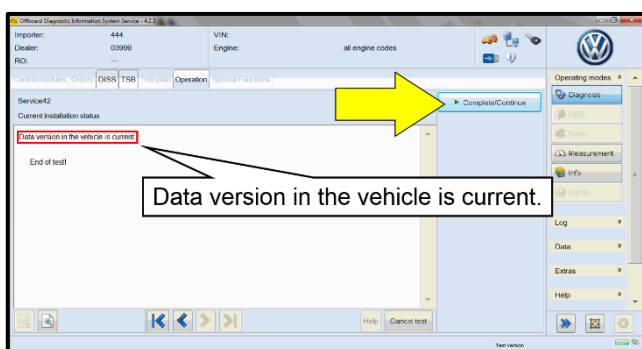 Offboard Diagnostic Information System Service - 4.2.3
Importer: 444 VIN:
Dealer: 03999 Engine: all engine codes
RO: ---
Control modules Orders DISS TSB Test plan Operation Special Functions
Service42
Current installation status
Data version in the vehicle is current.
End of test!
Data version in the vehicle is current.
Complete/Continue
Operating modes
Diagnosis
OBD
Flash
Measurement
Info
Admin
Log
Data
Extras
Help
Help Cancel test
Test version